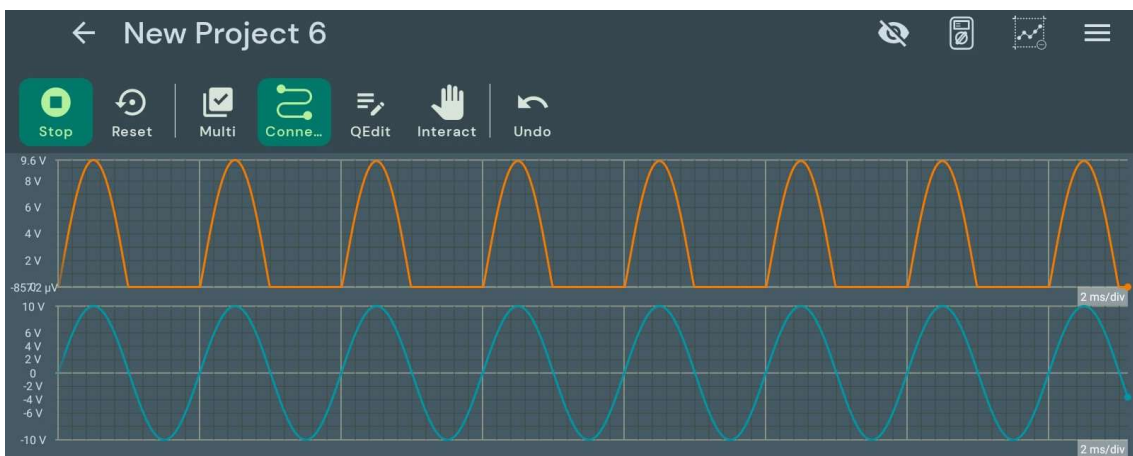 New Project 6
Stop Reset Multi Conne... QEdit Interact Undo
9.6 V
8 V
6 V
4 V
2 V
2 ms/div
10 V
6 V
4 V
2 V
0
-2 V
-4 V
-6 V
-10 V
2 ms/div